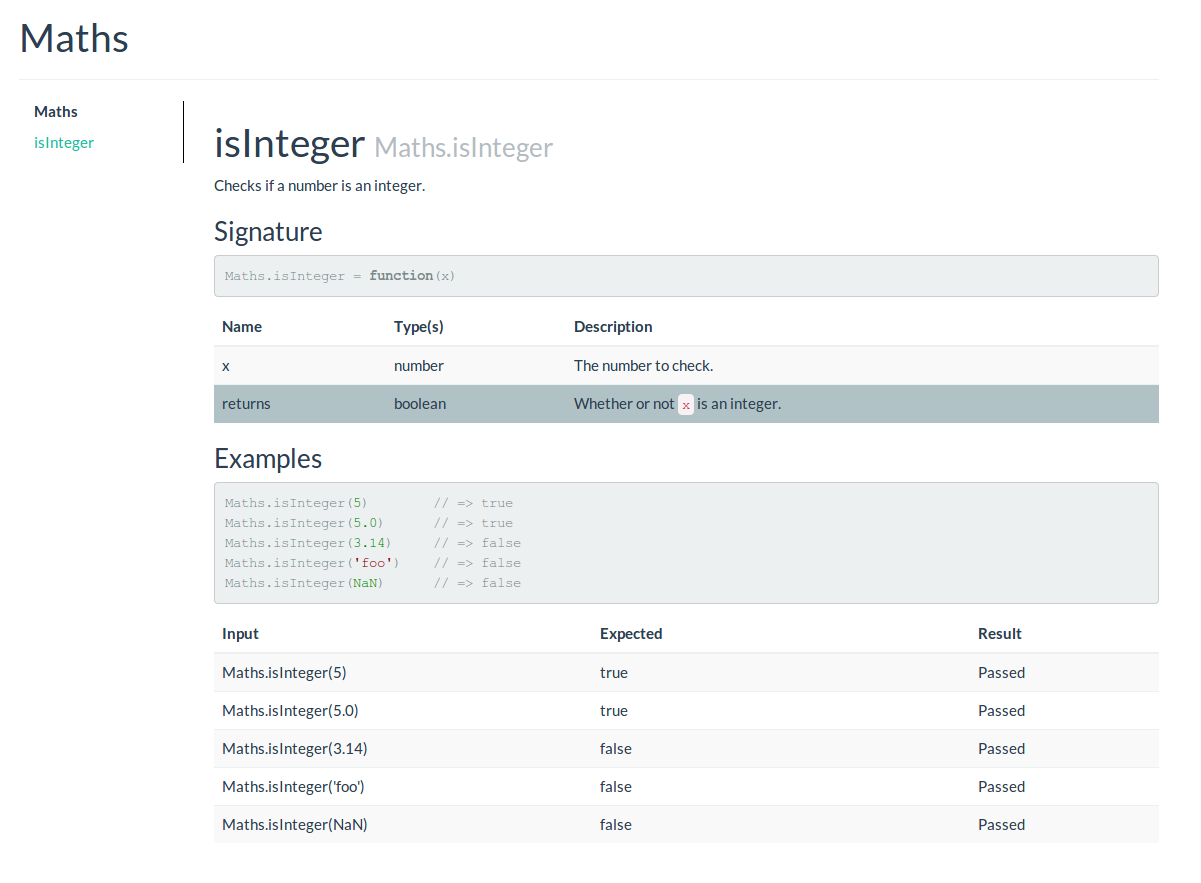 Maths
Maths
isInteger
isInteger Maths.isInteger
Checks if a number is an integer.
Signature
Maths.isInteger = function(x)
Name Type(s) Description
x number The number to check.
returns boolean Whether or not x is an integer.
Examples
Maths.isInteger(5) // => true
Maths.isInteger(5.0) // => true
Maths.isInteger(3.14) // => false
Maths.isInteger('foo') // => false
Maths.isInteger(NaN) // => false
Input Expected Result
Maths.isInteger(5) true Passed
Maths.isInteger(5.0) true Passed
Maths.isInteger(3.14) false Passed
Maths.isInteger('foo') false Passed
Maths.isInteger(NaN) false Passed